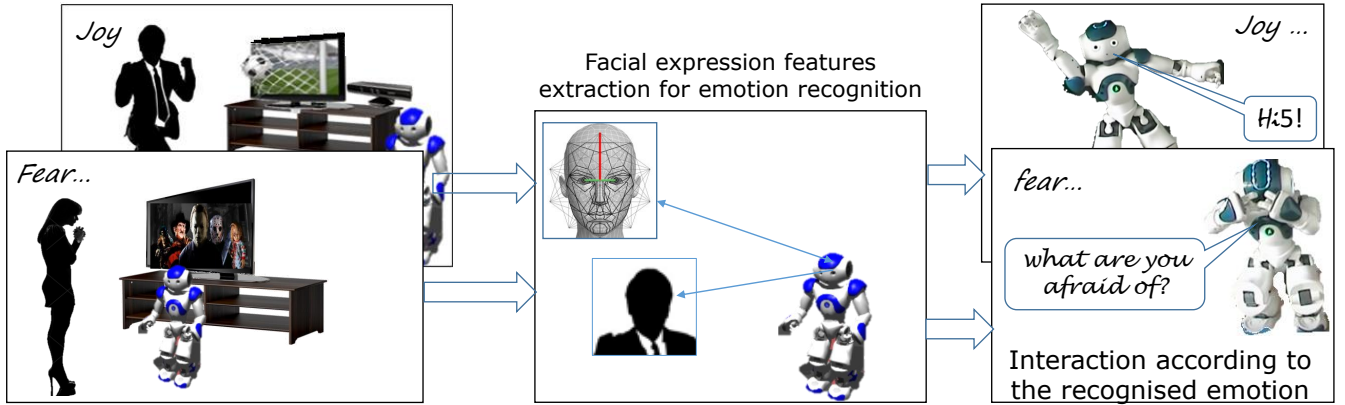 Joy
Fear...
Facial expression features
extraction for emotion recognition
Joy ...
Hi5!
fear...
what are you
afraid of?
Interaction according to
the recognised emotion